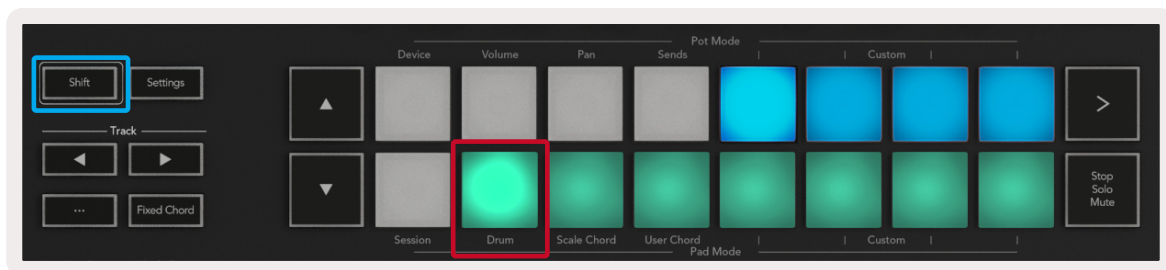 Pot Mode
Device Volume Pan Sends | | Custom | |
Shift Settings
▲ >
Track
◀ ▶
▼ Stop
Solo
Mute
... Fixed Chord
Session Drum Scale Chord User Chord | | Custom | |
Pad Mode